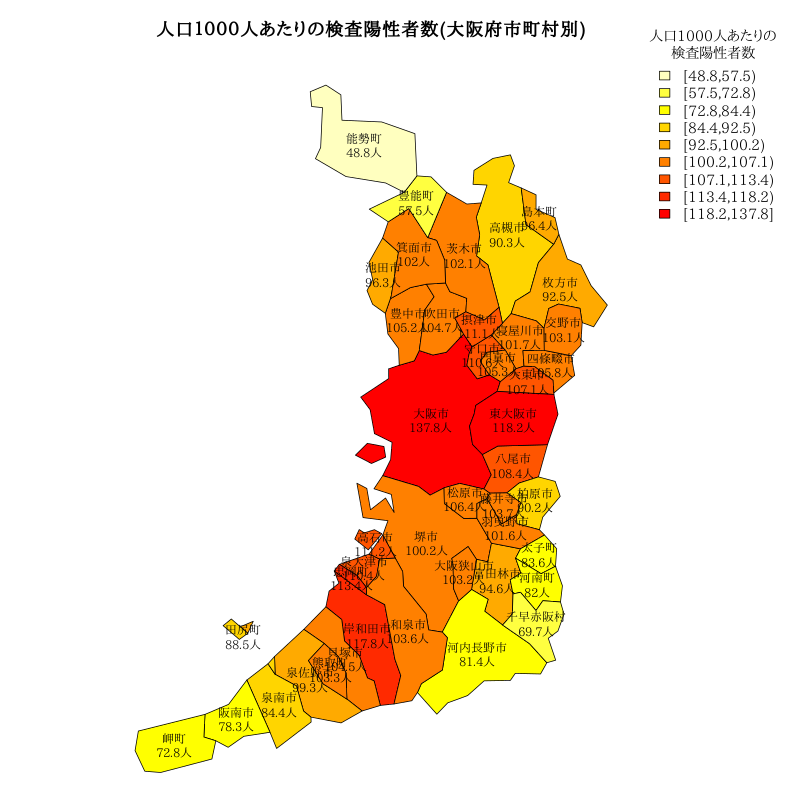 人口1000人あたりの検査陽性者数(大阪府市町村別)
人口1000人あたりの
検査陽性者数
[48.8,57.5)
[57.5,72.8)
[72.8,84.4)
[84.4,92.5)
[92.5,100.2)
[100.2,107.1)
[107.1,113.4)
[113.4,118.2)
[118.2,137.8]
能勢町
48.8人
豊能町
57.5人
島本町
96.4人
高槻市
90.3人
箕面市
102人
茨木市
102.1人
池田市
96.3人
枚方市
92.5人
豊中市
105.2人
吹田市
104.7人
摂津市
111.1人
交野市
103.1人
寝屋川市
101.7人
守口市
110.6人
門真市
105.3人
四條畷市
105.8人
大東市
107.1人
大阪市
137.8人
東大阪市
118.2人
八尾市
108.4人
松原市
106.4人
藤井寺市
103.7人
柏原市
90.2人
羽曳野市
101.6人
高石市
堺市
100.2人
太子町
83.6人
泉大津市
大阪狭山市
103.2人
富田林市
94.6人
河南町
82人
113.4人
千早赤阪村
69.7人
田尻町
88.5人
岸和田市
117.8人
和泉市
103.6人
河内長野市
81.4人
貝塚市
104.5人
熊取町
103.3人
泉佐野市
99.3人
泉南市
84.4人
阪南市
78.3人
岬町
72.8人